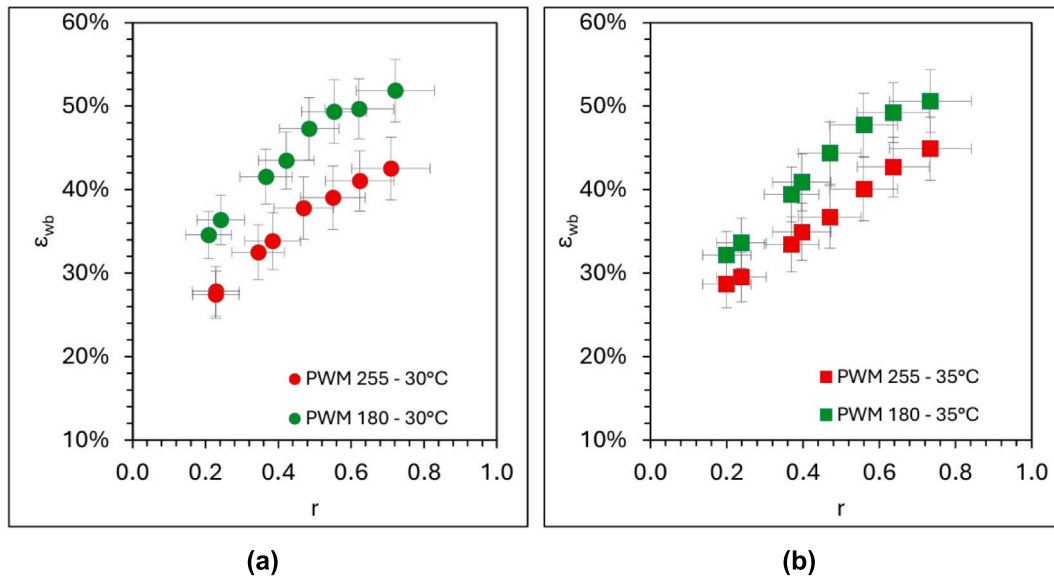 60%
50%
40%
30%
20%
10%
ε_wb
PWM 255 - 30°C
PWM 180 - 30°C
0.0 0.2 0.4 0.6 0.8 1.0
r
(a)
60%
50%
40%
30%
20%
10%
ε_wb
PWM 255 - 35°C
PWM 180 - 35°C
0.0 0.2 0.4 0.6 0.8 1.0
r
(b)